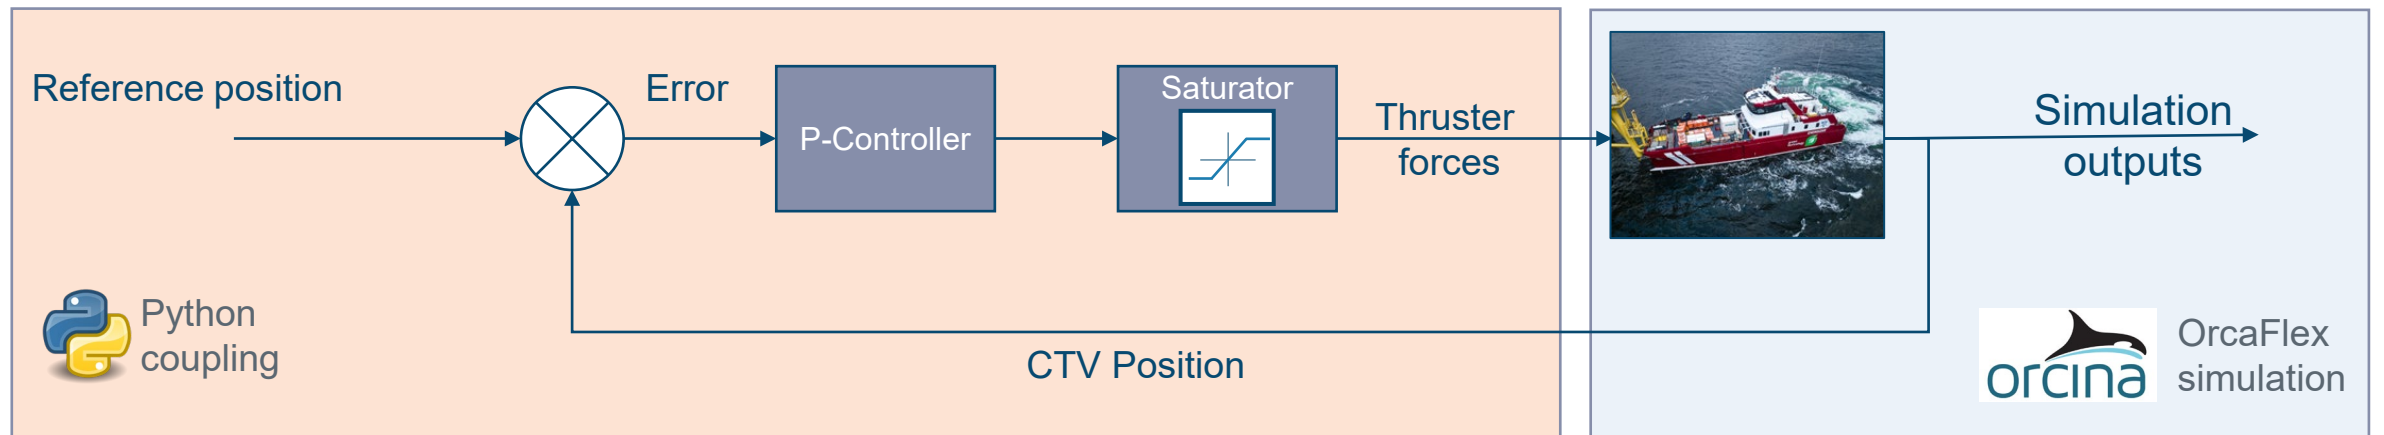 Reference position
Error
P-Controller
Saturator
Thruster
forces
Simulation
outputs
CTV Position
Python
coupling
orcina
OrcaFlex
simulation